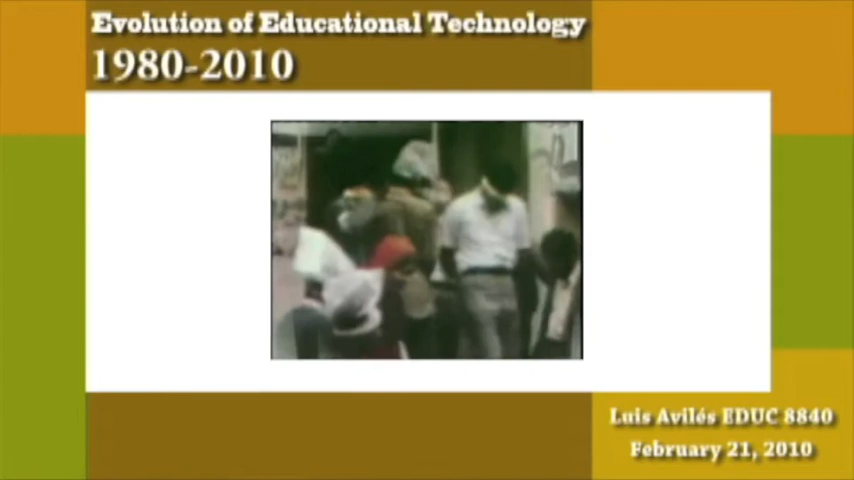 Evolution of Educational Technology
1980-2010
Luis Avilés EDUC 8840
February 21, 2010